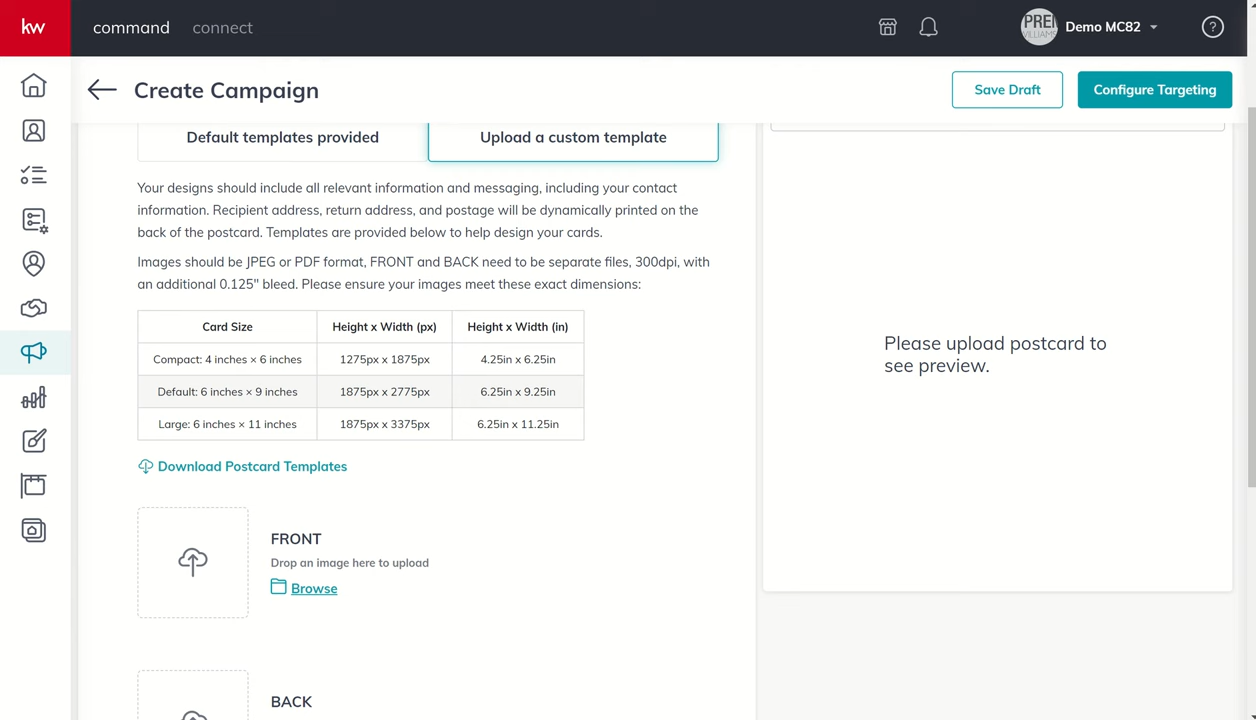 kw
command
connect
PREI
WILLIAMS
Demo MC82
?
Create Campaign
Save Draft
Configure Targeting
Default templates provided
Upload a custom template
Your designs should include all relevant information and messaging, including your contact
information. Recipient address, return address, and postage will be dynamically printed on the
back of the postcard. Templates are provided below to help design your cards.
Images should be JPEG or PDF format, FRONT and BACK need to be separate files, 300dpi, with
an additional 0.125" bleed. Please ensure your images meet these exact dimensions:
Card Size Height x Width (px) Height x Width (in)
Compact: 4 inches × 6 inches 1275px x 1875px 4.25in x 6.25in
Default: 6 inches × 9 inches 1875px x 2775px 6.25in x 9.25in
Large: 6 inches × 11 inches 1875px x 3375px 6.25in x 11.25in
Download Postcard Templates
FRONT
Drop an image here to upload
Browse
BACK
Please upload postcard to
see preview.